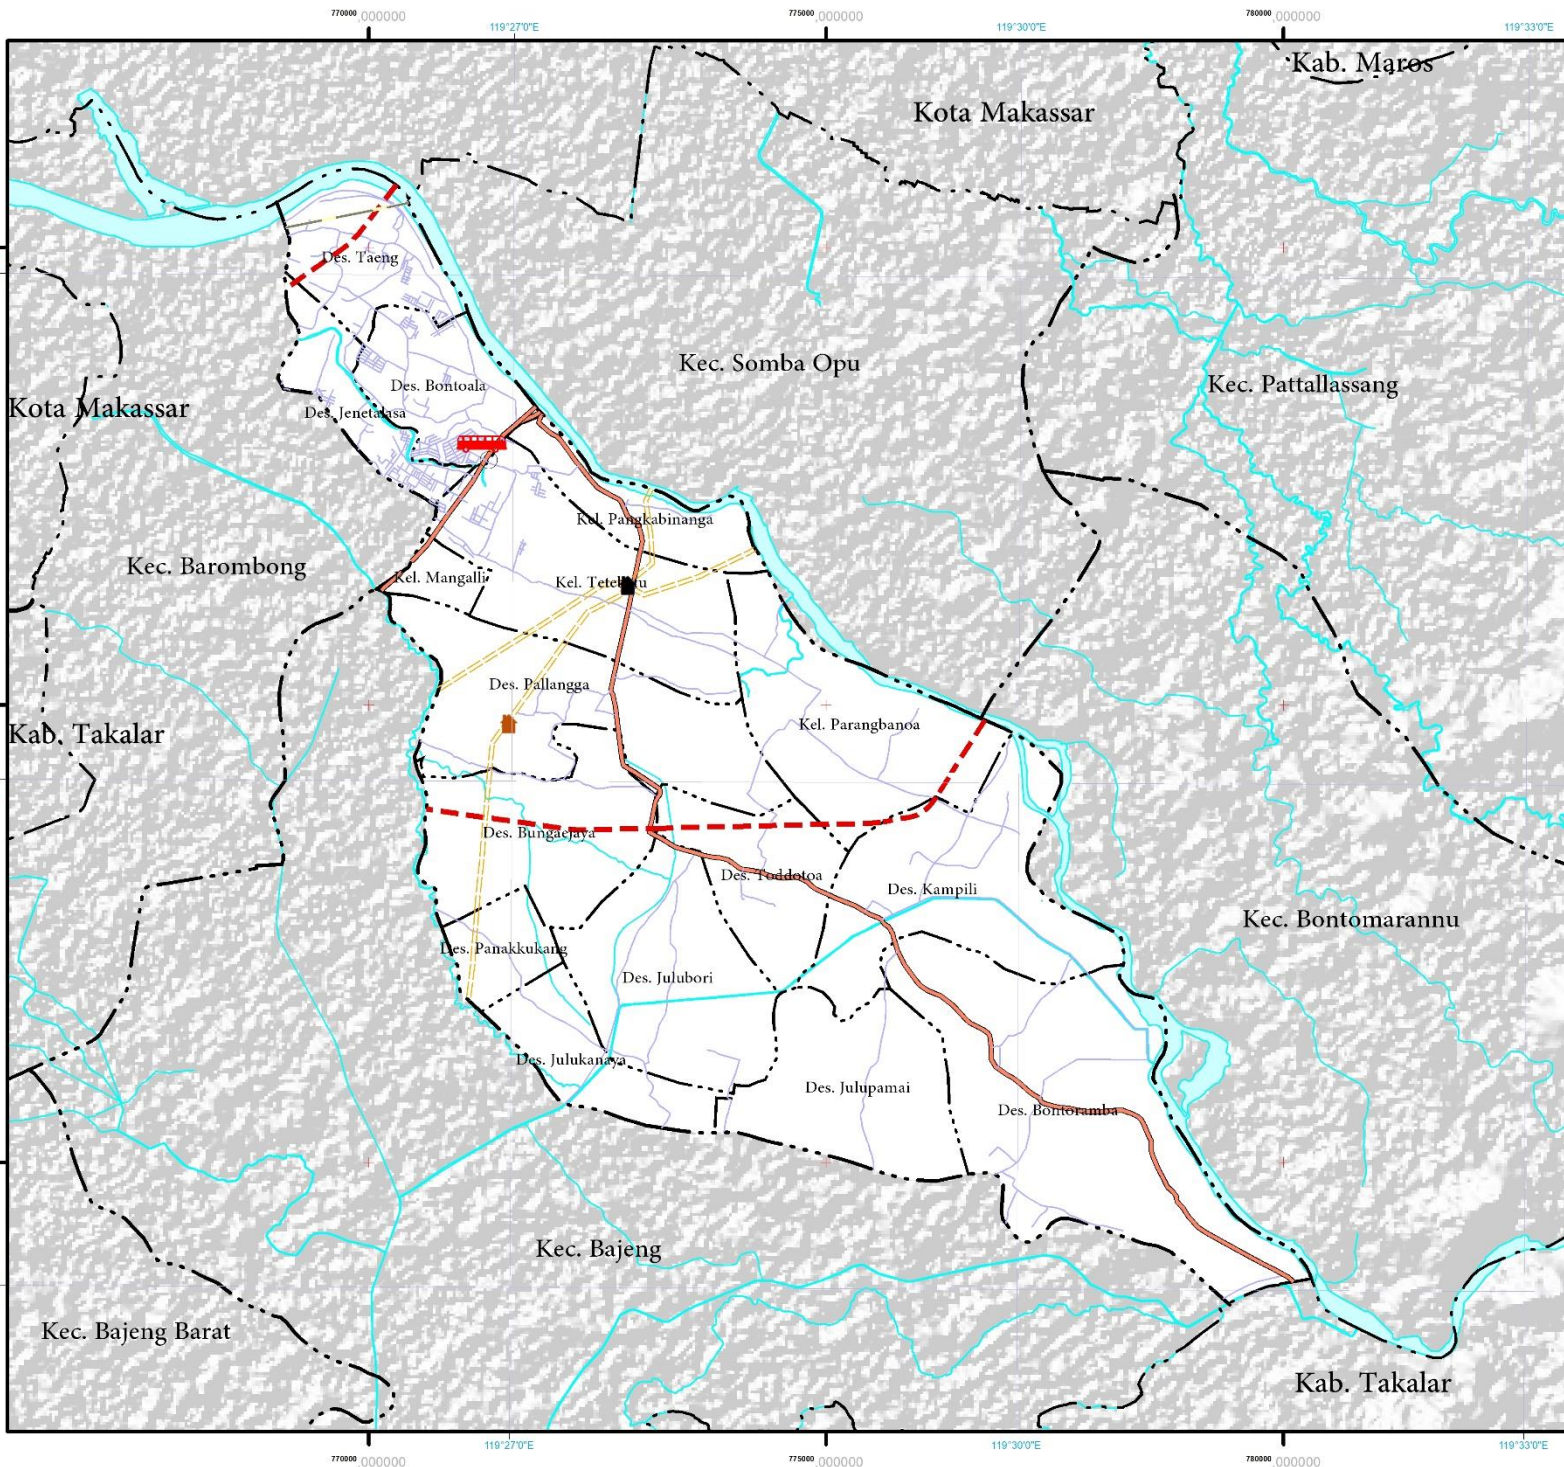 770000,000000
775000,000000
780000,000000
119°27'0"E
119°30'0"E
119°33'0"E
Kab. Maros
Kota Makassar
Des. Taeng
Kec. Somba Opu
Kec. Pattallassang
Des. Bontoala
Kota Makassar
Des. Jenetalasa
Kel. Pangkabinanga
Kec. Barombong
Kel. Mangalli
Kel. Tetebatu
Des. Pallangga
Kel. Parangbanoa
Kab. Takalar
Des. Bungaejaya
Des. Toddotoa
Des. Kampili
Kec. Bontomarannu
Des. Panakkukang
Des. Julubori
Des. Julukanaya
Des. Julupamai
Des. Bontoramba
Kec. Bajeng
Kec. Bajeng Barat
Kab. Takalar
119°27'0"E
119°30'0"E
119°33'0"E
770000,000000
775000,000000
780000,000000